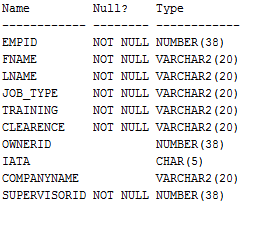 Name         Null?    Type
------------ -------- ------------
EMPID        NOT NULL NUMBER(38)
FNAME        NOT NULL VARCHAR2(20)
LNAME        NOT NULL VARCHAR2(20)
JOB_TYPE     NOT NULL VARCHAR2(20)
TRAINING     NOT NULL VARCHAR2(20)
CLEARENCE    NOT NULL VARCHAR2(20)
OWNERID               NUMBER(38)
IATA                  CHAR(5)
COMPANYNAME           VARCHAR2(20)
SUPERVISORID NOT NULL NUMBER(38)